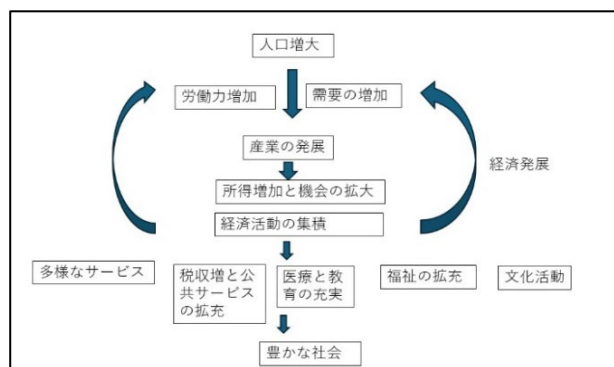 人口増大
労働力増加
需要の増加
産業の発展
経済発展
所得増加と機会の拡大
経済活動の集積
多様なサービス
税収増と公
共サービス
の拡充
医療と教
育の充実
福祉の拡充
文化活動
豊かな社会